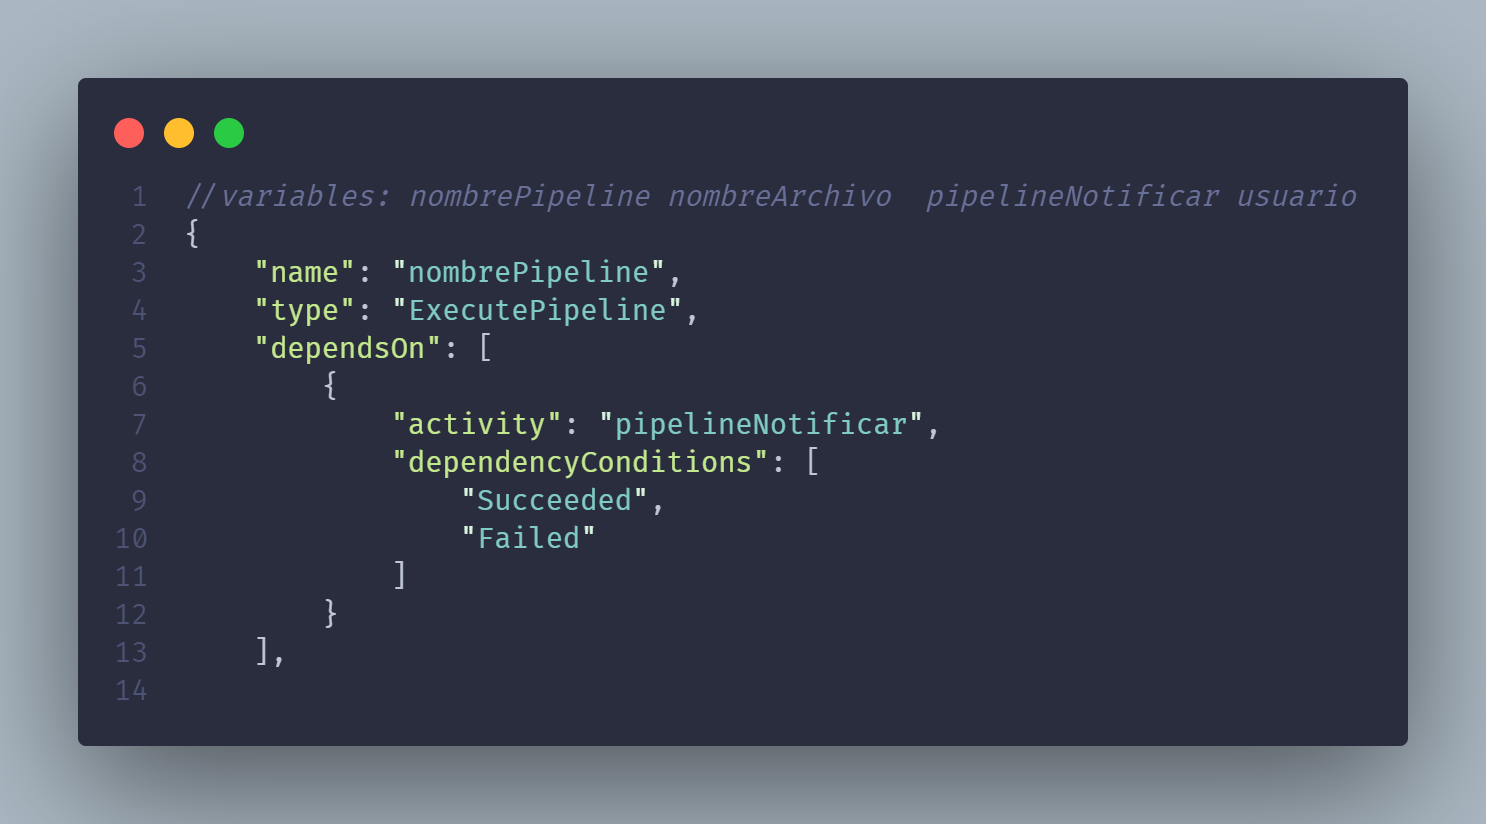 1 //variables: nombrePipeline nombreArchivo  pipelineNotificar usuario
2 {
3     "name": "nombrePipeline",
4     "type": "ExecutePipeline",
5     "dependsOn": [
6         {
7             "activity": "pipelineNotificar",
8             "dependencyConditions": [
9                 "Succeeded",
10                 "Failed"
11             ]
12         }
13     ],
14